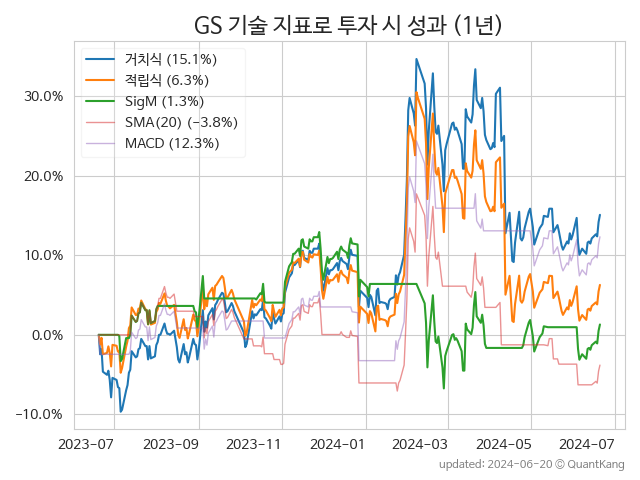 GS 기술 지표로 투자 시 성과 (1년)
거치식 (15.1%)
적립식 (6.3%)
SigM (1.3%)
SMA(20) (−3.8%)
MACD (12.3%)
30.0%
20.0%
10.0%
0.0%
−10.0%
2023-07 2023-09 2023-11 2024-01 2024-03 2024-05 2024-07
updated: 2024-06-20 © QuantKang